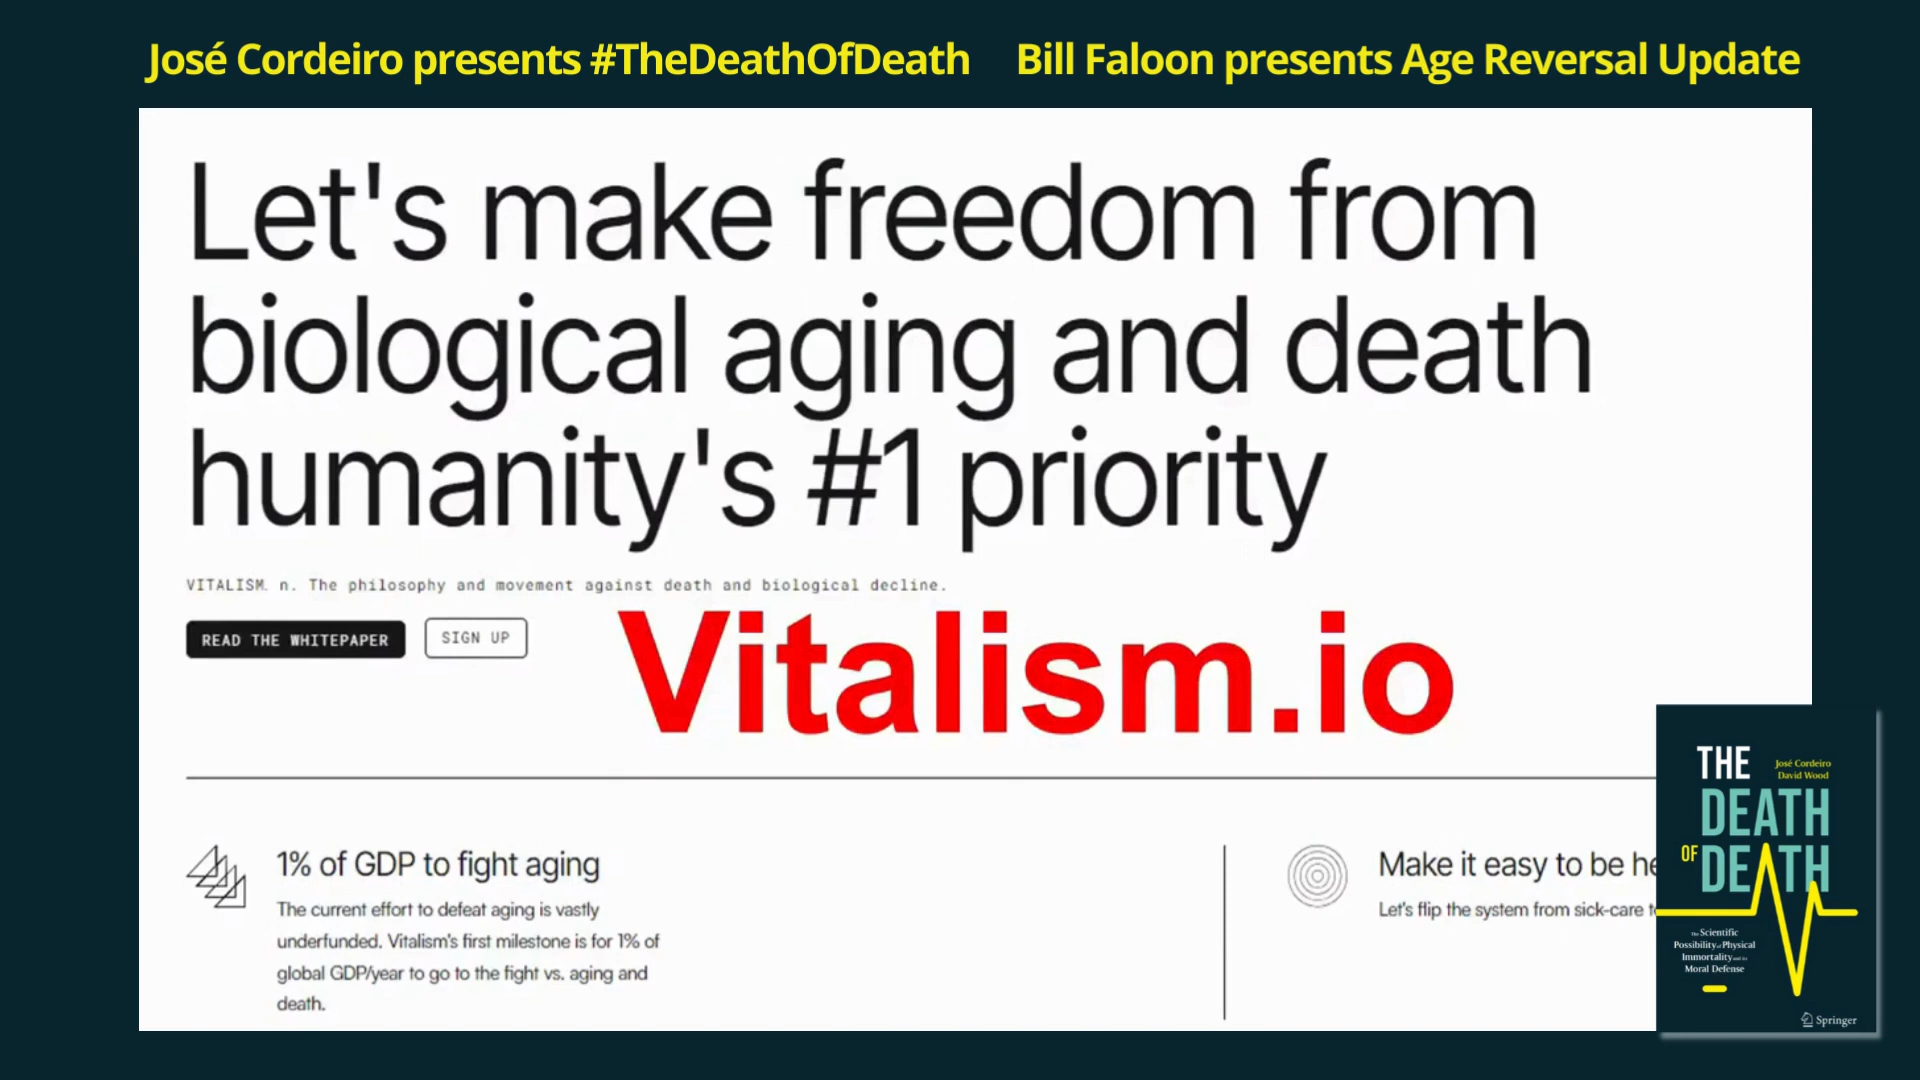 José Cordeiro presents #TheDeathOfDeath Bill Faloon presents Age Reversal Update
Let's make freedom from
biological aging and death
humanity's #1 priority
VITALISM. n. The philosophy and movement against death and biological decline.
READ THE WHITEPAPER SIGN UP
Vitalism.io
1% of GDP to fight aging
The current effort to defeat aging is vastly
underfunded. Vitalism's first milestone is for 1% of
global GDP/year to go to the fight vs. aging and
death.
Make it easy to be he
Let's flip the system from sick-care t
THE
José Cordeiro
David Wood
DEATH
OF
DEATH
The Scientific
Possibility of Physical
Immortality and its
Moral Defense
Springer